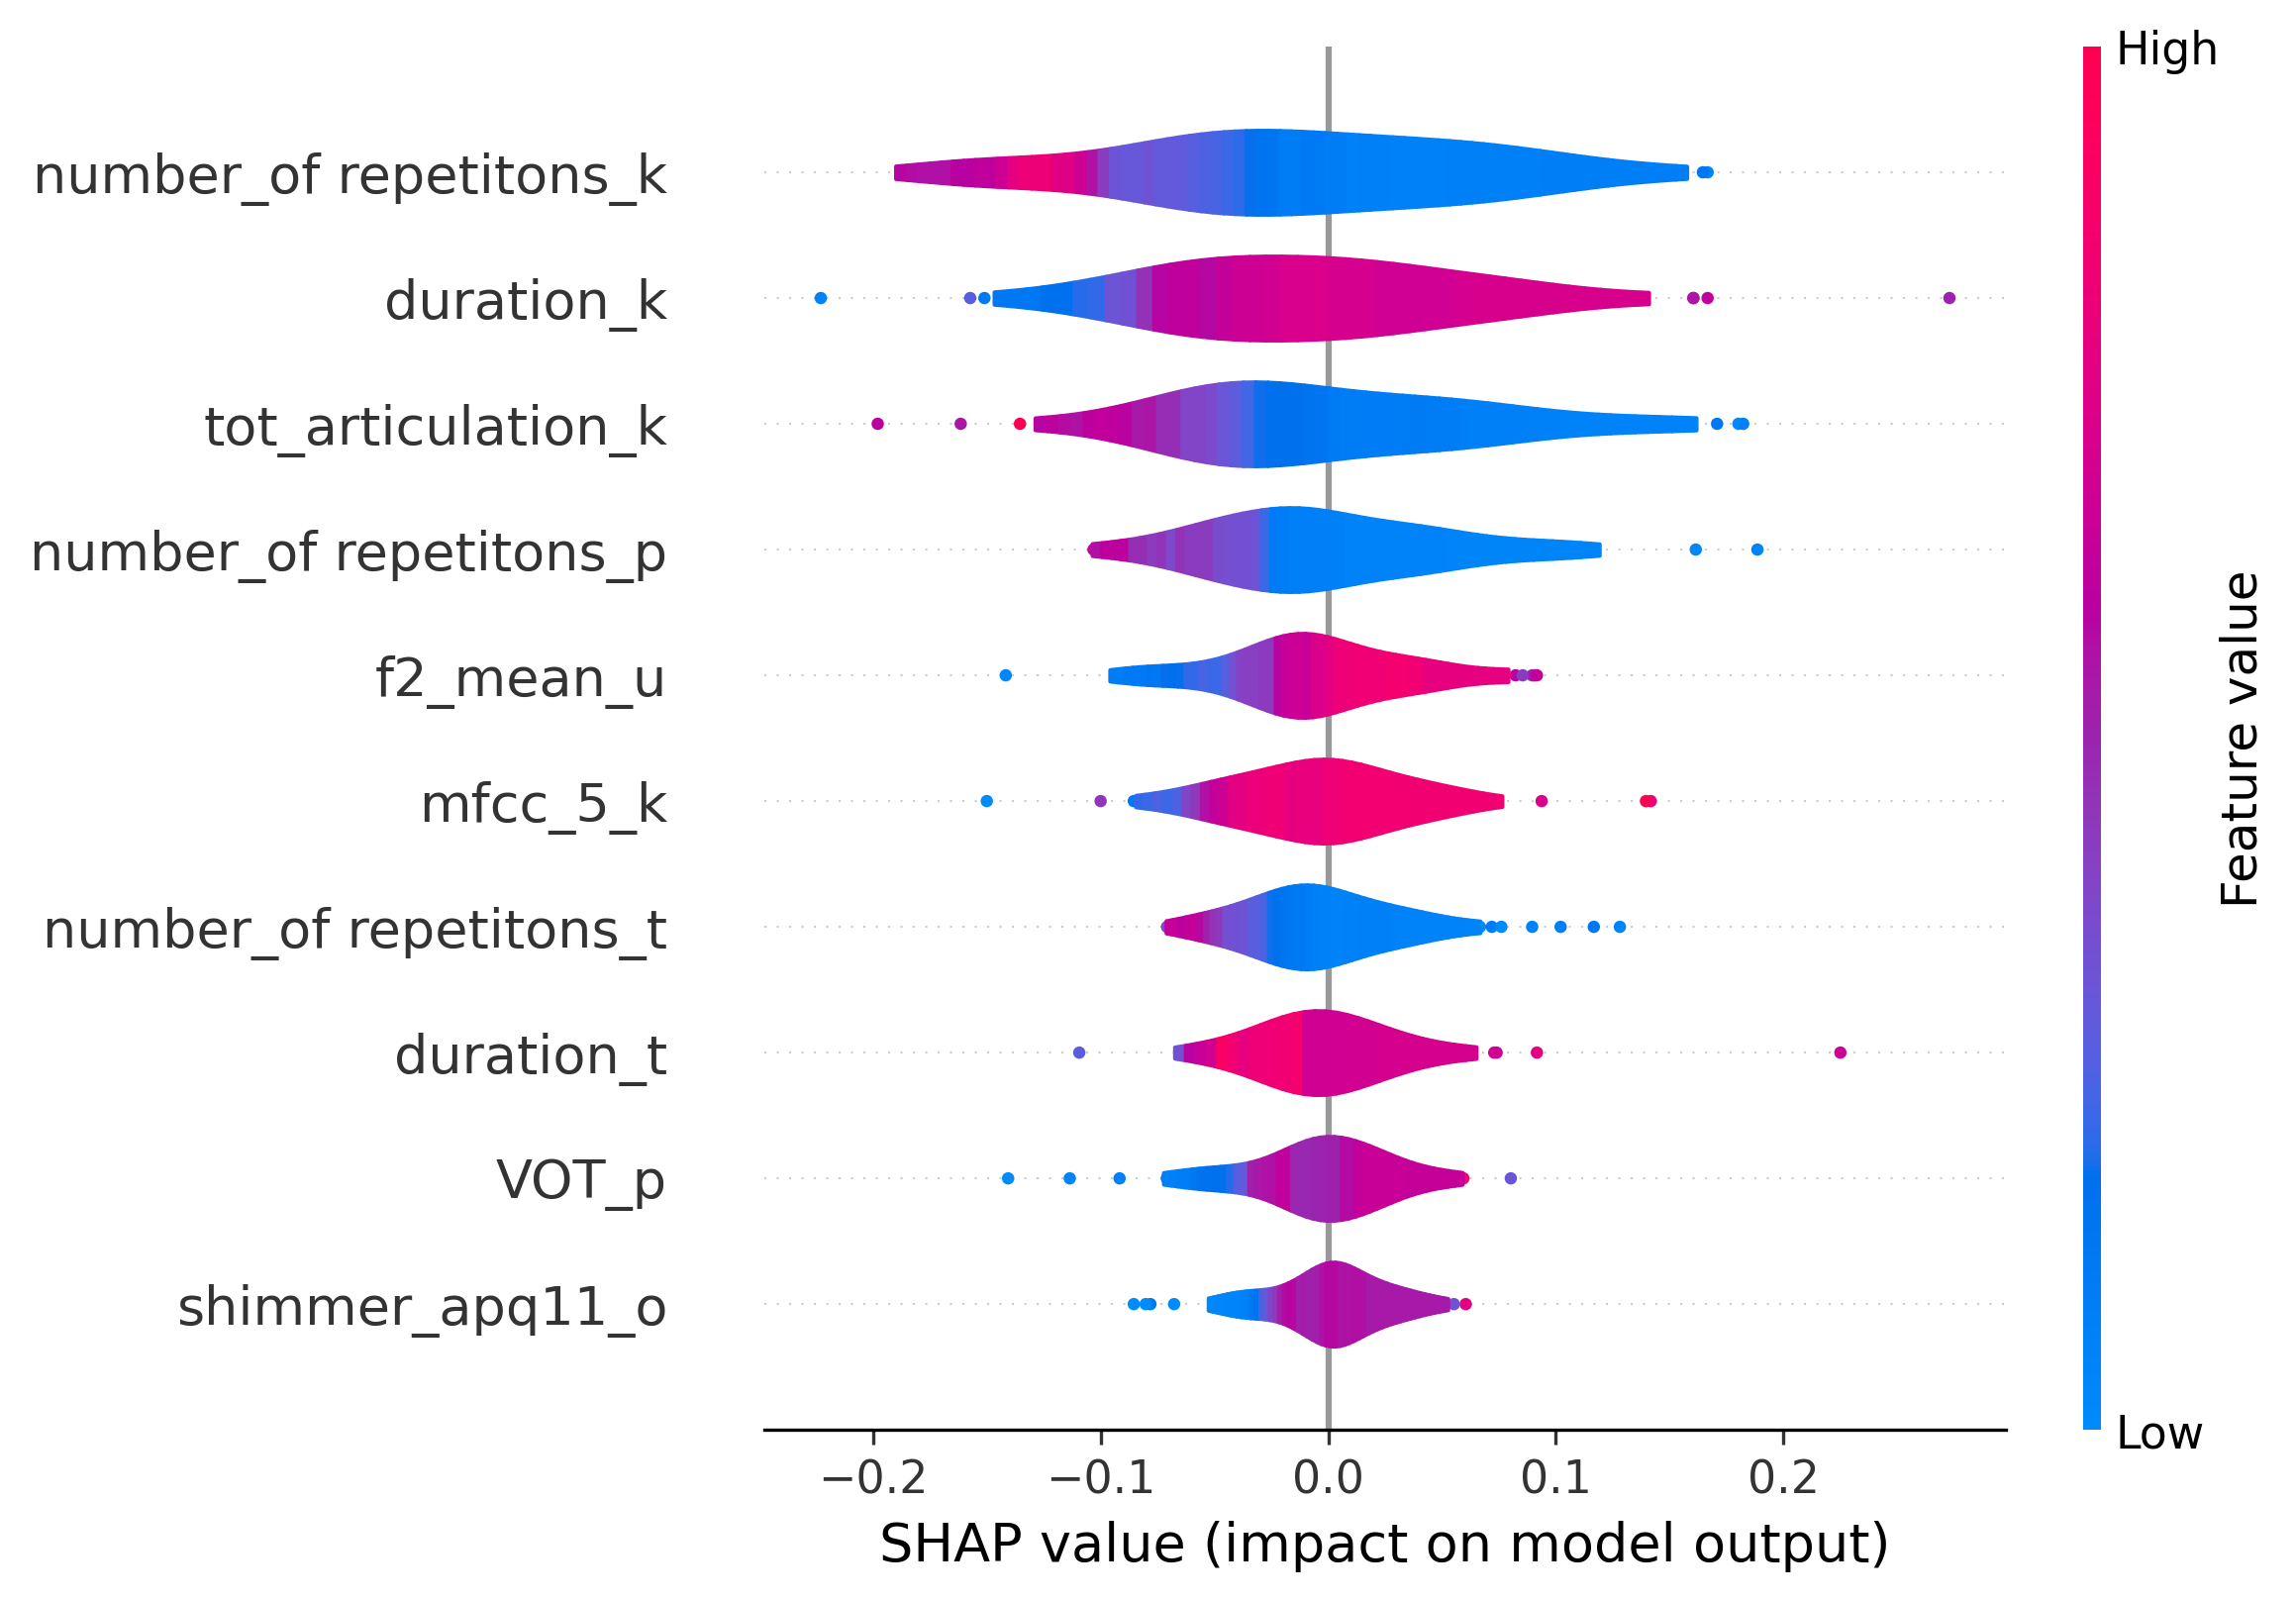 High
number_of repetitons_k
duration_k
tot_articulation_k
number_of repetitons_p
f2_mean_u
mfcc_5_k
number_of repetitons_t
duration_t
VOT_p
shimmer_apq11_o
Feature value
Low
−0.2 −0.1 0.0 0.1 0.2
SHAP value (impact on model output)